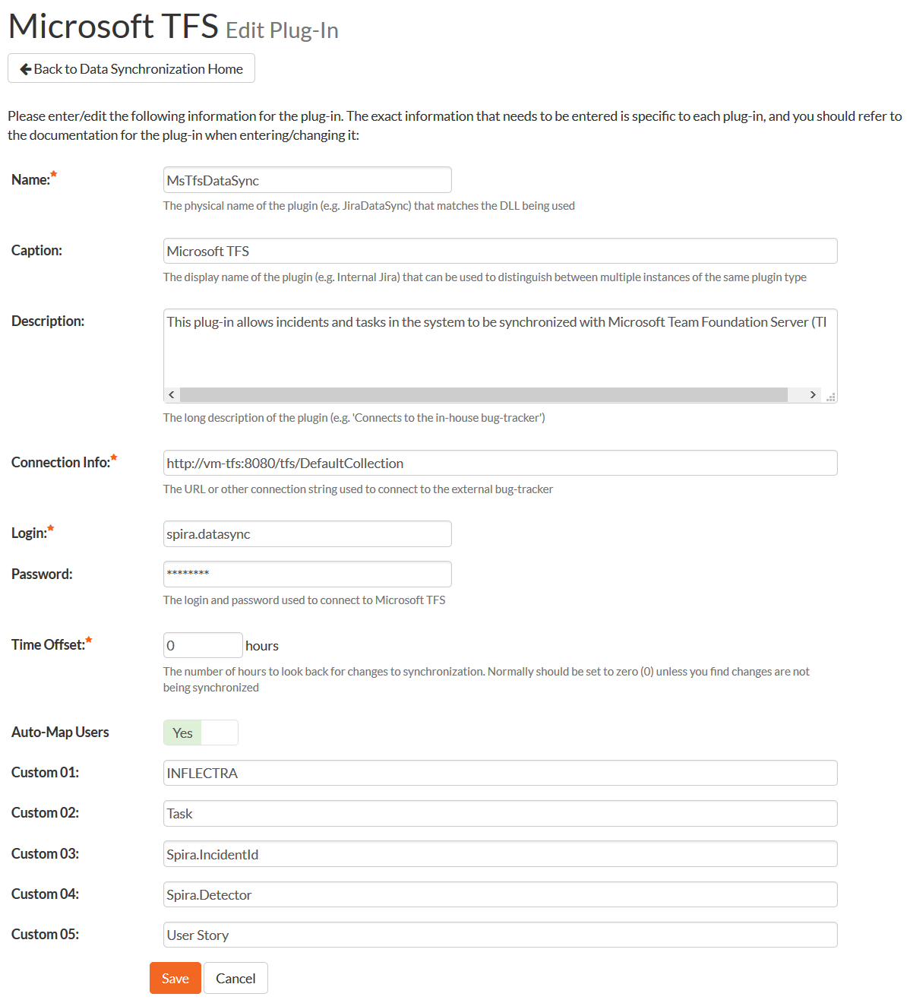 Microsoft TFS Edit Plug-In
Back to Data Synchronization Home
Please enter/edit the following information for the plug-in. The exact information that needs to be entered is specific to each plug-in, and you should refer to
the documentation for the plug-in when entering/changing it:
Name:*
MsTfsDataSync
The physical name of the plugin (e.g. JiraDataSync) that matches the DLL being used
Caption:
Microsoft TFS
The display name of the plugin (e.g. Internal Jira) that can be used to distinguish between multiple instances of the same plugin type
Description:
This plug-in allows incidents and tasks in the system to be synchronized with Microsoft Team Foundation Server (TF
The long description of the plugin (e.g. 'Connects to the in-house bug-tracker')
Connection Info:*
http://vm-tfs:8080/tfs/DefaultCollection
The URL or other connection string used to connect to the external bug-tracker
Login:*
spira.datasync
Password:
********
The login and password used to connect to Microsoft TFS
Time Offset:*
0 hours
The number of hours to look back for changes to synchronization. Normally should be set to zero (0) unless you find changes are not
being synchronized
Auto-Map Users
Yes
Custom 01:
INFLECTRA
Custom 02:
Task
Custom 03:
Spira.IncidentId
Custom 04:
Spira.Detector
Custom 05:
User Story
Save
Cancel